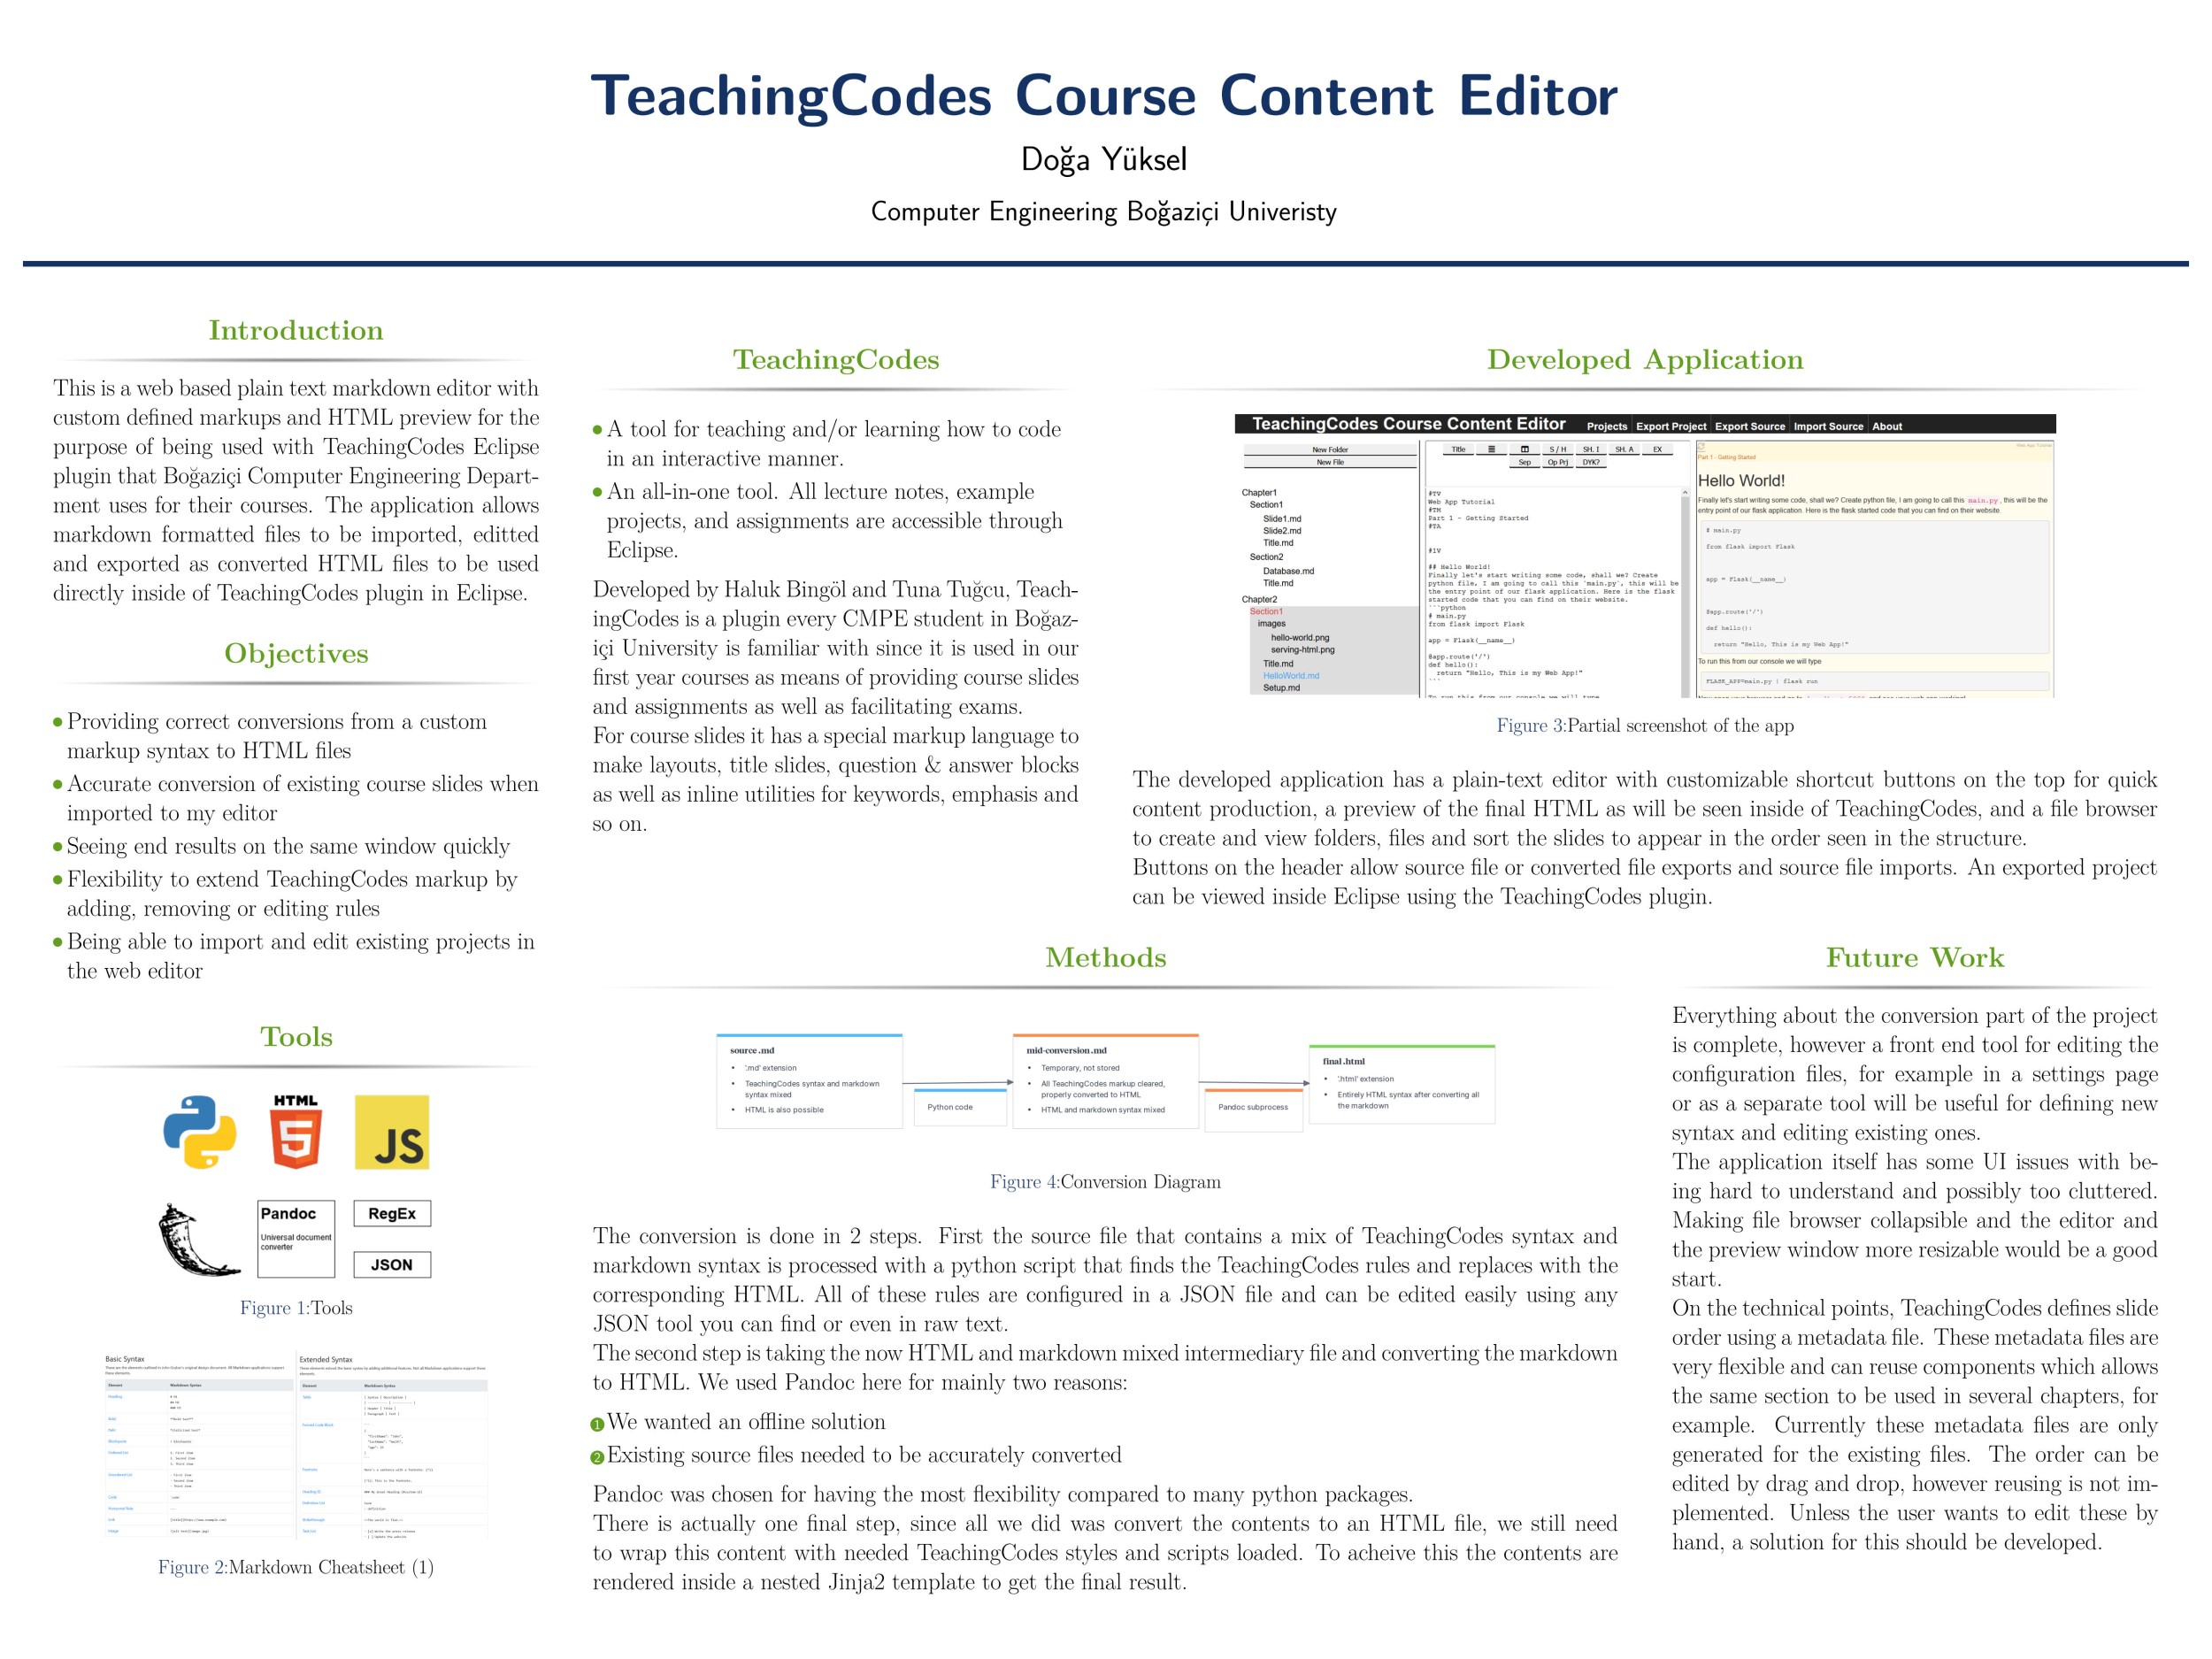 TeachingCodes Course Content Editor
Doğa Yüksel
Computer Engineering Boğaziçi Univeristy
Introduction
This is a web based plain text markdown editor with
custom defined markups and HTML preview for the
purpose of being used with TeachingCodes Eclipse
plugin that Boğaziçi Computer Engineering Depart-
ment uses for their courses. The application allows
markdown formatted files to be imported, editted
and exported as converted HTML files to be used
directly inside of TeachingCodes plugin in Eclipse.
Objectives
Providing correct conversions from a custom
markup syntax to HTML files
Accurate conversion of existing course slides when
imported to my editor
Seeing end results on the same window quickly
Flexibility to extend TeachingCodes markup by
adding, removing or editing rules
Being able to import and edit existing projects in
the web editor
Tools
HTML
5
JS
Pandoc
Universal document
converter
RegEx
JSON
Figure 1:Tools
Basic Syntax
Extended Syntax
Element
Markdown Syntax
Element
Markdown Syntax
Figure 2:Markdown Cheatsheet (1)
TeachingCodes
A tool for teaching and/or learning how to code
in an interactive manner.
An all-in-one tool. All lecture notes, example
projects, and assignments are accessible through
Eclipse.
Developed by Haluk Bingöl and Tuna Tuğcu, Teach-
ingCodes is a plugin every CMPE student in Boğaz-
içi University is familiar with since it is used in our
first year courses as means of providing course slides
and assignments as well as facilitating exams.
For course slides it has a special markup language to
make layouts, title slides, question & answer blocks
as well as inline utilities for keywords, emphasis and
so on.
Developed Application
TeachingCodes Course Content Editor Projects Export Project Export Source Import Source About
New Folder
New File
Chapter1
Section1
Slide1.md
Slide2.md
Title.md
Section2
Database.md
Title.md
Chapter2
Section1
images
hello-world.png
serving-html.png
Title.md
HelloWorld.md
Setup.md
Title S / H SH. I SH. A EX
Sep Op Prj DYK?
#TV
Web App Tutorial
#TM
Part 1 - Getting Started
#TA
#1V
## Hello World!
Finally let's start writing some code, shall we? Create
python file, I am going to call this `main.py`, this will be
the entry point of our flask application. Here is the flask
started code that you can find on their website.
```python
# main.py
from flask import Flask
app = Flask(__name__)
@app.route('/')
def hello():
return "Hello, This is my Web App!"
```
To run this from our console we will type
Web App Tutorial
Part 1 - Getting Started
Hello World!
Finally let's start writing some code, shall we? Create python file, I am going to call this main.py, this will be the
entry point of our flask application. Here is the flask started code that you can find on their website.
# main.py
from flask import Flask
app = Flask(__name__)
@app.route('/')
def hello():
return "Hello, This is my Web App!"
To run this from our console we will type
FLASK_APP=main.py | flask run
Figure 3:Partial screenshot of the app
The developed application has a plain-text editor with customizable shortcut buttons on the top for quick
content production, a preview of the final HTML as will be seen inside of TeachingCodes, and a file browser
to create and view folders, files and sort the slides to appear in the order seen in the structure.
Buttons on the header allow source file or converted file exports and source file imports. An exported project
can be viewed inside Eclipse using the TeachingCodes plugin.
Methods
source.md
'.md' extension
TeachingCodes syntax and markdown
syntax mixed
HTML is also possible
Python code
mid-conversion.md
Temporary, not stored
All TeachingCodes markup cleared,
properly converted to HTML
HTML and markdown syntax mixed
Pandoc subprocess
final.html
'.html' extension
Entirely HTML syntax after converting all
the markdown
Figure 4:Conversion Diagram
The conversion is done in 2 steps. First the source file that contains a mix of TeachingCodes syntax and
markdown syntax is processed with a python script that finds the TeachingCodes rules and replaces with the
corresponding HTML. All of these rules are configured in a JSON file and can be edited easily using any
JSON tool you can find or even in raw text.
The second step is taking the now HTML and markdown mixed intermediary file and converting the markdown
to HTML. We used Pandoc here for mainly two reasons:
1 We wanted an offline solution
2 Existing source files needed to be accurately converted
Pandoc was chosen for having the most flexibility compared to many python packages.
There is actually one final step, since all we did was convert the contents to an HTML file, we still need
to wrap this content with needed TeachingCodes styles and scripts loaded. To acheive this the contents are
rendered inside a nested Jinja2 template to get the final result.
Future Work
Everything about the conversion part of the project
is complete, however a front end tool for editing the
configuration files, for example in a settings page
or as a separate tool will be useful for defining new
syntax and editing existing ones.
The application itself has some UI issues with be-
ing hard to understand and possibly too cluttered.
Making file browser collapsible and the editor and
the preview window more resizable would be a good
start.
On the technical points, TeachingCodes defines slide
order using a metadata file. These metadata files are
very flexible and can reuse components which allows
the same section to be used in several chapters, for
example. Currently these metadata files are only
generated for the existing files. The order can be
edited by drag and drop, however reusing is not im-
plemented. Unless the user wants to edit these by
hand, a solution for this should be developed.